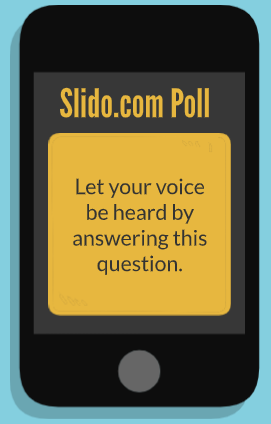 Slido.com Poll
Let your voice
be heard by
answering this
question.